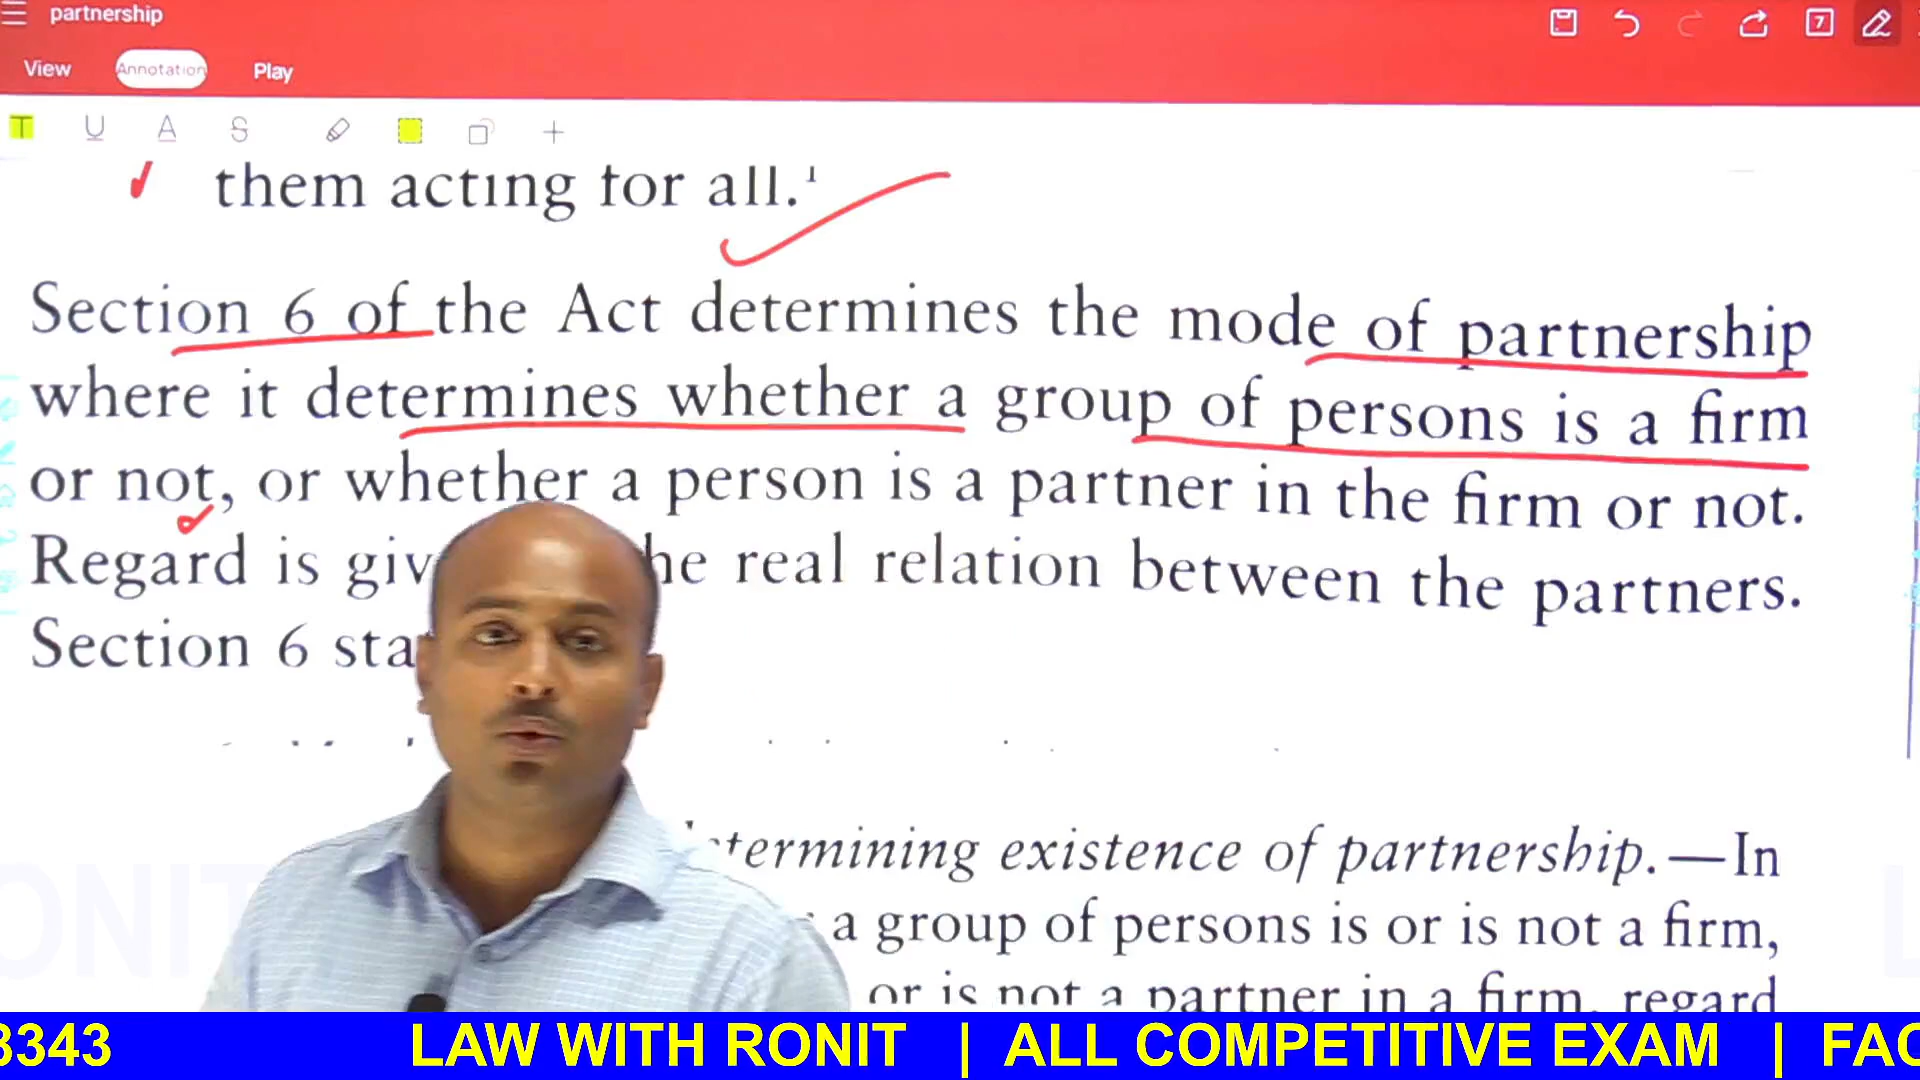 partnership
7
View Annotation Play
T U A S
them acting for all.¹
Section 6 of the Act determines the mode of partnership
where it determines whether a group of persons is a firm
or not, or whether a person is a partner in the firm or not.
Regard is he real relation between the partners.
Section 6
determining existence of partnership.—In
a group of persons is or is not a firm,
or is not a partner in a firm, regard
3343 LAW WITH RONIT | ALL COMPETITIVE EXAM | FAC